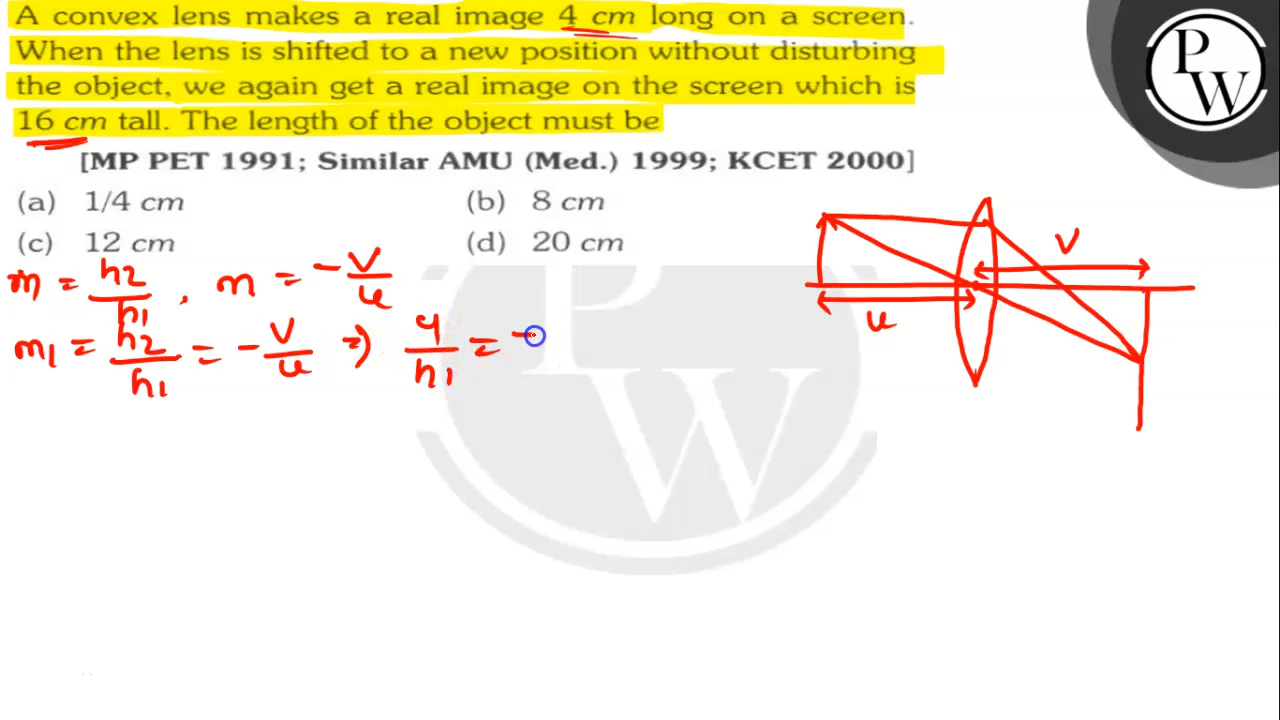 A convex lens makes a real image 4 cm long on a screen.
When the lens is shifted to a new position without disturbing
the object, we again get a real image on the screen which is
16 cm tall. The length of the object must be
[MP PET 1991; Similar AMU (Med.) 1999; KCET 2000]
(a) 1/4 cm (b) 8 cm
(c) 12 cm (d) 20 cm
m = h2/h1 , m = -v/u
m1 = h2/h1 = -v/u ⇒ 4/h1 = -
v
u
P
W
P
W